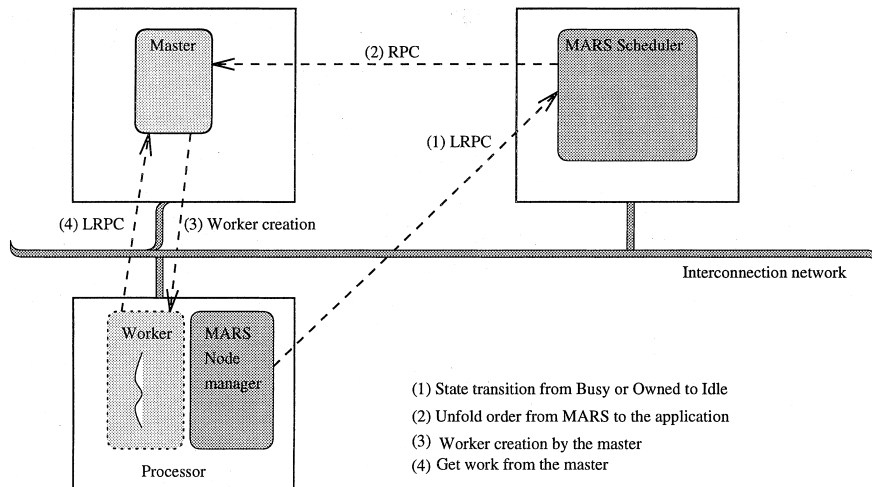 Master
MARS Scheduler
(2) RPC
(1) LRPC
(4) LRPC
(3) Worker creation
Interconnection network
Worker
MARS
Node
manager
Processor
(1) State transition from Busy or Owned to Idle
(2) Unfold order from MARS to the application
(3) Worker creation by the master
(4) Get work from the master